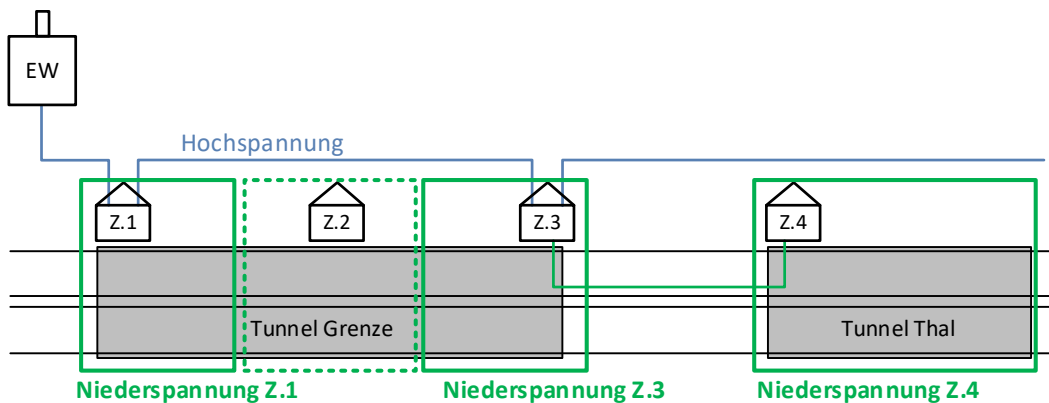 EW
Hochspannung
Z.1
Z.2
Z.3
Z.4
Tunnel Grenze
Tunnel Thal
Niederspannung Z.1
Niederspannung Z.3
Niederspannung Z.4